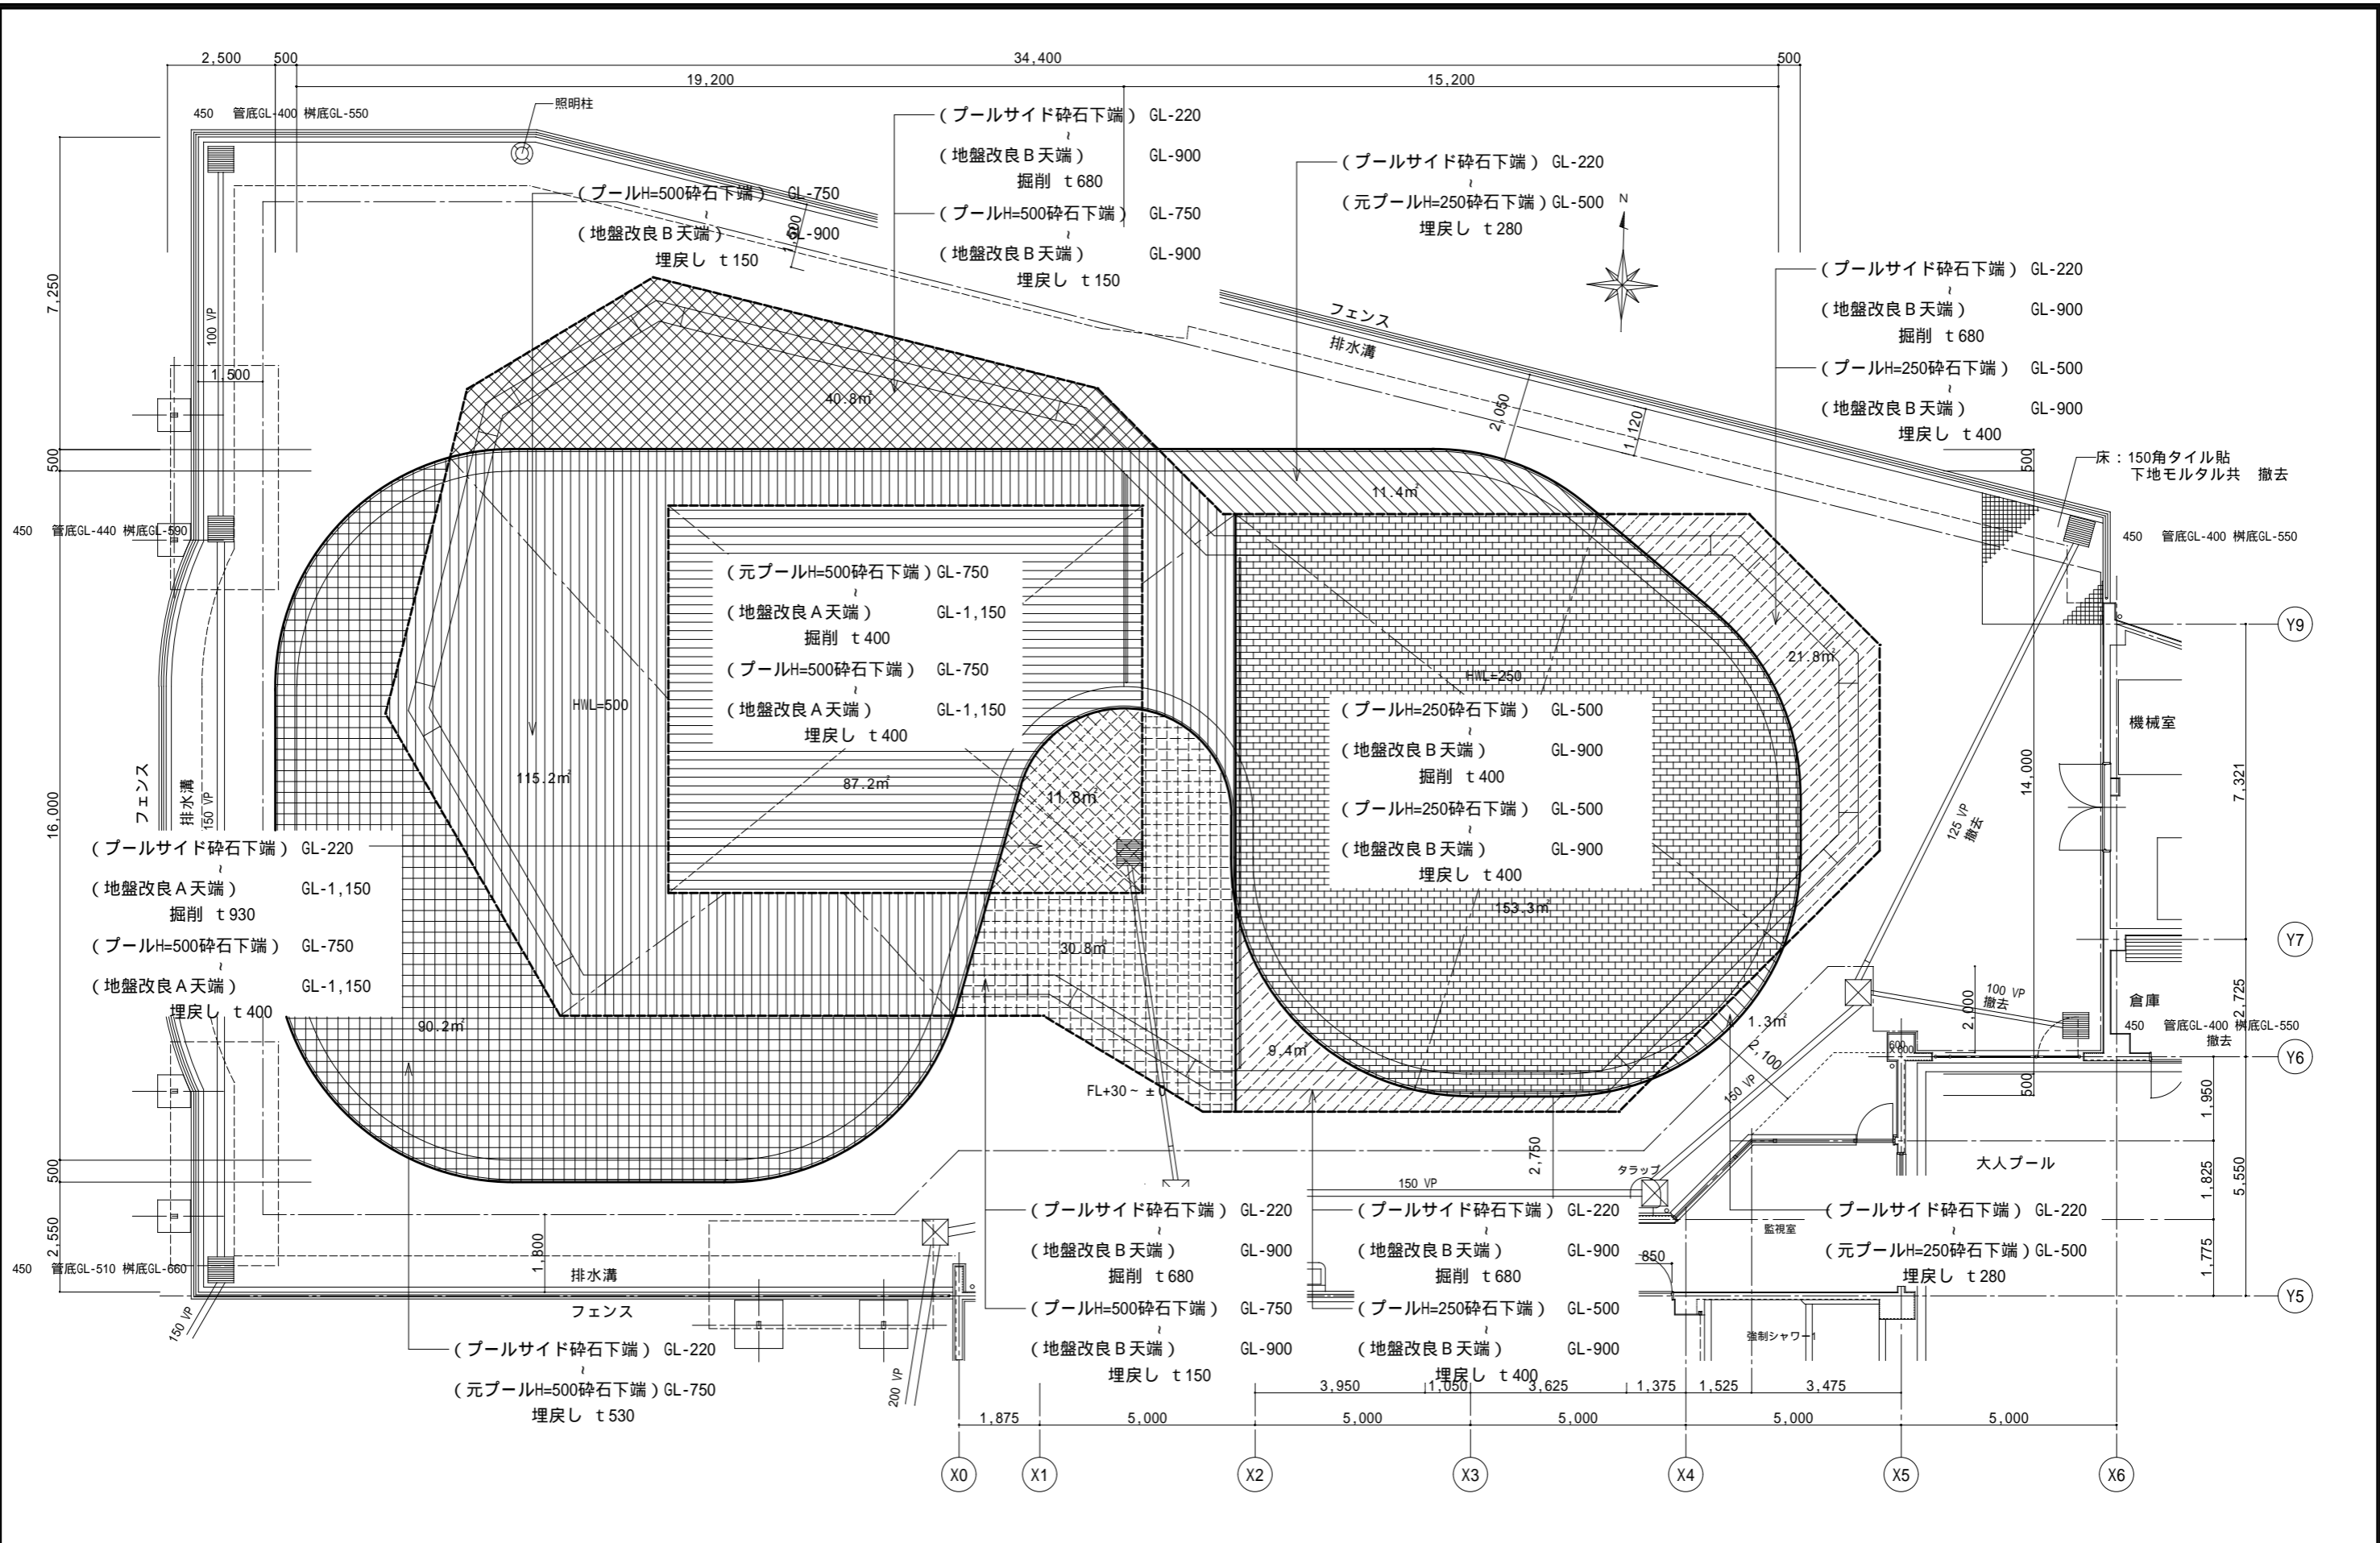 2,500
500
34,400
500
19,200
15,200
450 管底GL-400 桝底GL-550
照明柱
(プールサイド砕石下端) GL-220
~
(地盤改良B天端) GL-900
掘削 t680
(プールH=500砕石下端) GL-750
~
(地盤改良B天端) GL-900
埋戻し t150
(プールH=500砕石下端) GL-750
~
(地盤改良B天端) GL-900
埋戻し t150
(プールサイド砕石下端) GL-220
~
(元プールH=250砕石下端)GL-500
埋戻し t280
N
(プールサイド砕石下端) GL-220
~
(地盤改良B天端) GL-900
掘削 t680
(プールH=250砕石下端) GL-500
~
(地盤改良B天端) GL-900
埋戻し t400
7,250
100 VP
1,500
フェンス
排水溝
40.8㎡
2,050
1,120
500
500
床:150角タイル貼
下地モルタル共 撤去
11.4㎡
450 管底GL-440 桝底GL-590
450 管底GL-400 桝底GL-550
(元プールH=500砕石下端)GL-750
~
(地盤改良A天端) GL-1,150
掘削 t400
(プールH=500砕石下端) GL-750
~
(地盤改良A天端) GL-1,150
埋戻し t400
Y9
21.8㎡
HWL=500
HWL=250
(プールH=250砕石下端) GL-500
~
(地盤改良B天端) GL-900
掘削 t400
(プールH=250砕石下端) GL-500
~
(地盤改良B天端) GL-900
埋戻し t400
機械室
115.2㎡
87.2㎡
11.8㎡
フェンス
排水溝
150 VP
16,000
14,000
7,321
125 VP
撤去
(プールサイド砕石下端) GL-220
~
(地盤改良A天端) GL-1,150
掘削 t930
(プールH=500砕石下端) GL-750
~
(地盤改良A天端) GL-1,150
埋戻し t400
153.3㎡
30.8㎡
Y7
100 VP
撤去
2,000
倉庫
2,725
90.2㎡
1.3㎡
450 管底GL-400 桝底GL-550
撤去
9.4㎡
2,100
600
x600
Y6
FL+30~±0
150 VP
500
1,950
500
2,750
大人プール
タラップ
150 VP
1,825
5,550
2,550
1,800
(プールサイド砕石下端) GL-220
~
(地盤改良B天端) GL-900
掘削 t680
(プールH=500砕石下端) GL-750
~
(地盤改良B天端) GL-900
埋戻し t150
(プールサイド砕石下端) GL-220
~
(地盤改良B天端) GL-900
掘削 t680
(プールH=250砕石下端) GL-500
~
(地盤改良B天端) GL-900
埋戻し t400
850
監視室
(プールサイド砕石下端) GL-220
~
(元プールH=250砕石下端)GL-500
埋戻し t280
1,775
450 管底GL-510 桝底GL-660
排水溝
フェンス
150 VP
Y5
強制シャワー1
(プールサイド砕石下端) GL-220
~
(元プールH=500砕石下端)GL-750
埋戻し t530
200 VP
3,950
1,050
3,625
1,375
1,525
3,475
1,875
5,000
5,000
5,000
5,000
5,000
X0
X1
X2
X3
X4
X5
X6